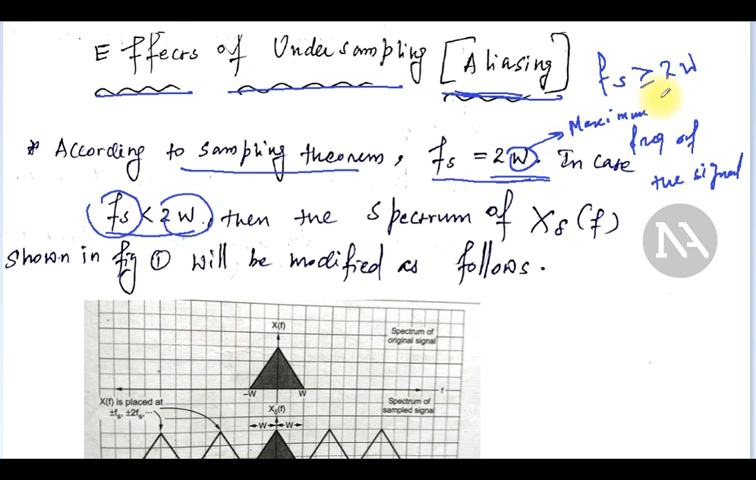 Effects of Undersampling [Aliasing]
fs ≥ 2W
Maximum
freq of
the signal
* According to sampling theorem, fs = 2W. In case
fs < 2W, then the spectrum of Xδ(f)
shown in fig ① will be modified as follows.
NA
X(f)
Spectrum of
original signal
–W
W
f
X(f) is placed at
±fs, ±2fs, ...
Xδ(f)
Spectrum of
sampled signal
W
W